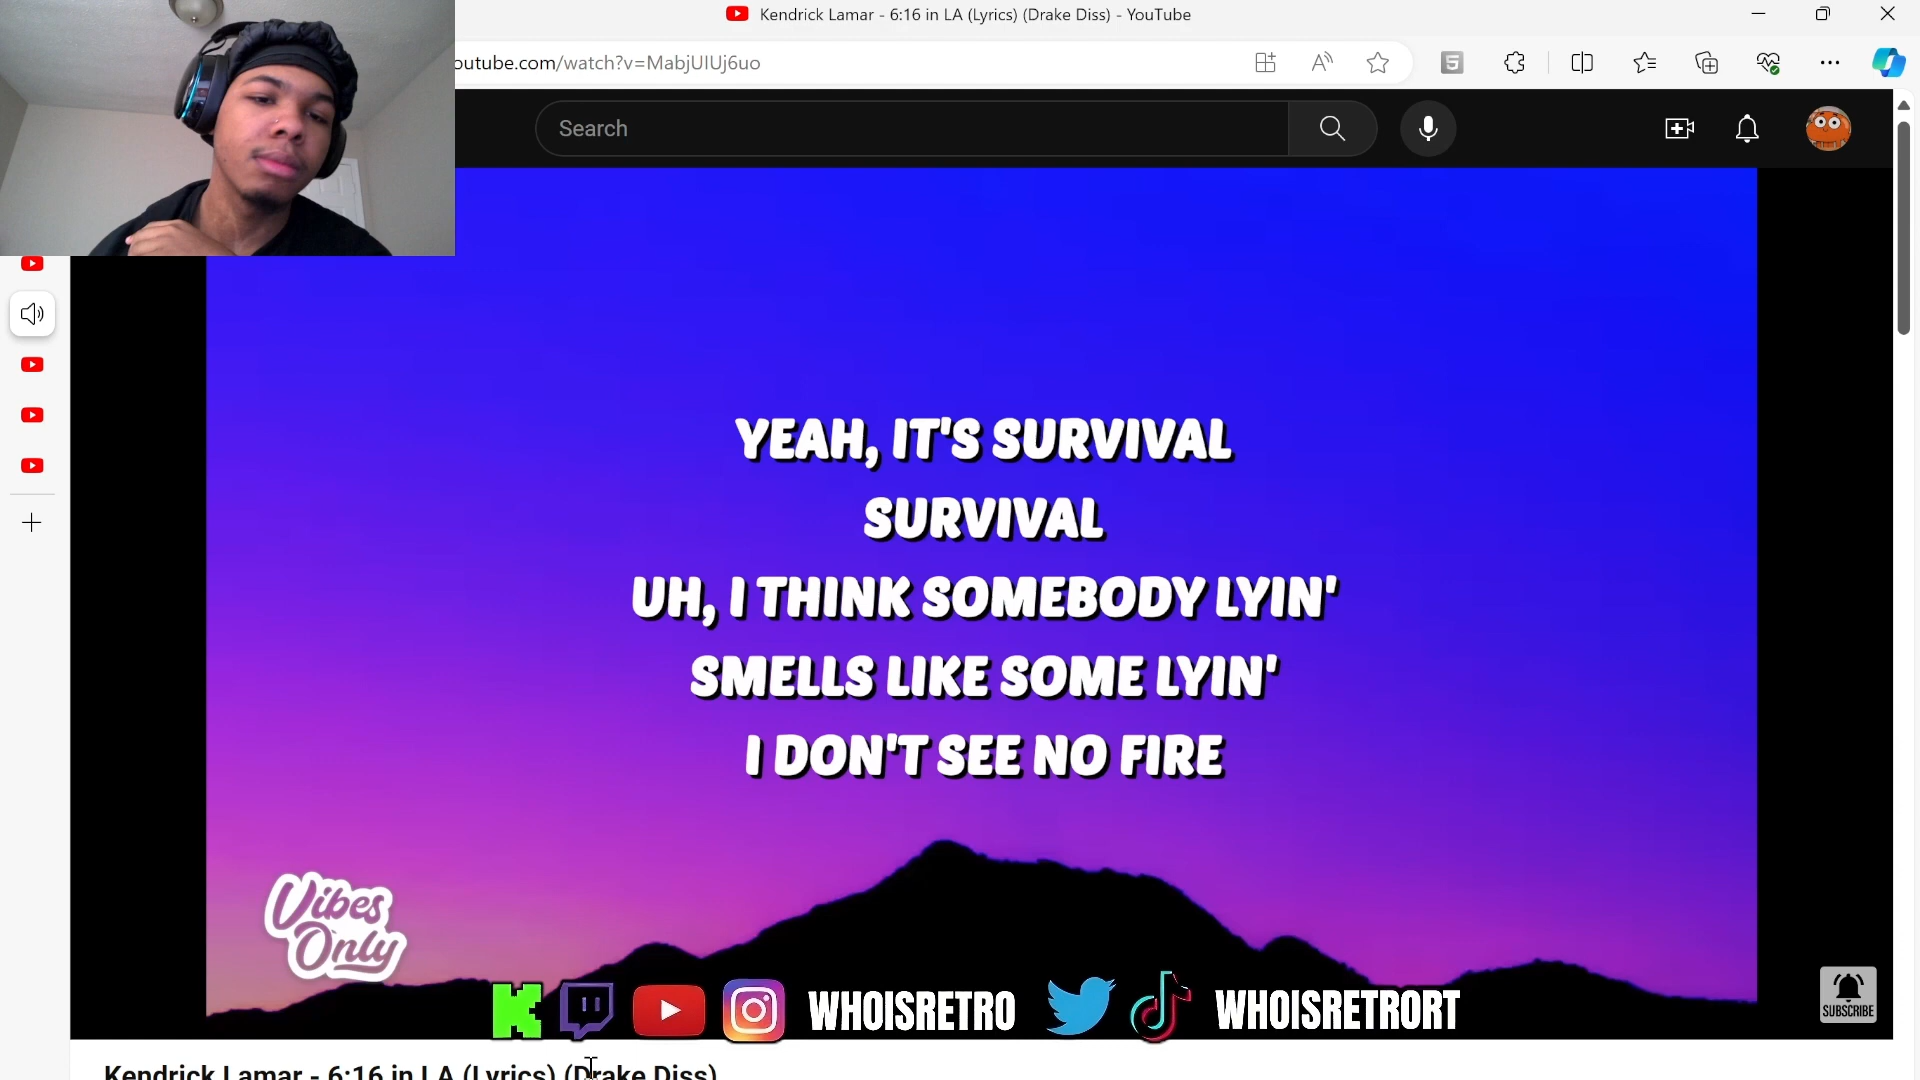 Kendrick Lamar - 6:16 in LA (Lyrics) (Drake Diss) - YouTube
outube.com/watch?v=MabjUIUj6uo
Search
YEAH, IT'S SURVIVAL
SURVIVAL
UH, I THINK SOMEBODY LYIN'
SMELLS LIKE SOME LYIN'
I DON'T SEE NO FIRE
Vibes
Only
WHOISRETRO
WHOISRETRORT
SUBSCRIBE
Kendrick Lamar - 6:16 in LA (Lyrics) (Drake Diss)